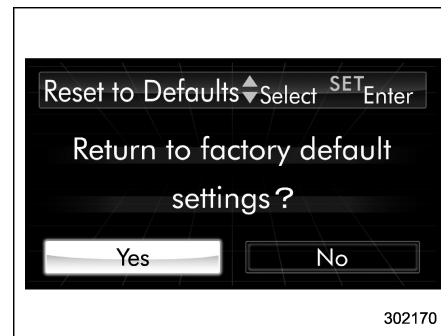 Reset to Defaults Select SET Enter
Return to factory default
settings?
Yes No
302170